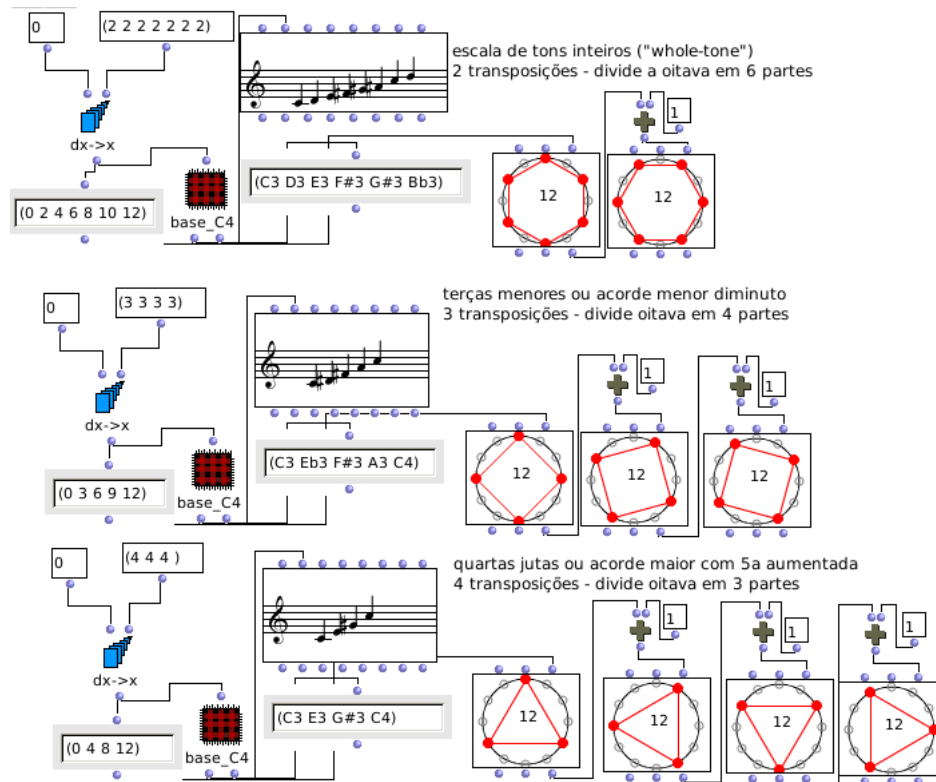 0
(2 2 2 2 2 2 2)
escala de tons inteiros ("whole-tone")
2 transposições - divide a oitava em 6 partes
1
dx->x
(0 2 4 6 8 10 12)
base_C4
(C3 D3 E3 F#3 G#3 Bb3)
12
12
0
(3 3 3 3)
terças menores ou acorde menor diminuto
3 transposições - divide oitava em 4 partes
1
1
dx->x
(0 3 6 9 12)
base_C4
(C3 Eb3 F#3 A3 C4)
12
12
12
0
(4 4 4 )
quartas jutas ou acorde maior com 5a aumentada
4 transposições - divide oitava em 3 partes
1
1
1
dx->x
(0 4 8 12)
base_C4
(C3 E3 G#3 C4)
12
12
12
12